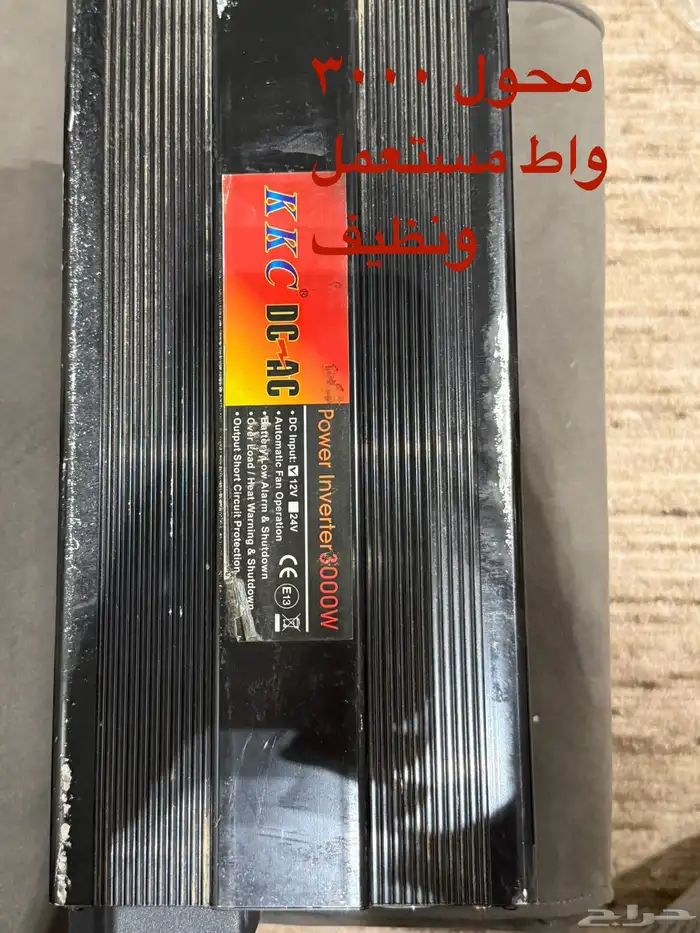 محول ٣٠٠٠
واط مستعمل
ونظيف
KKC®
DC~AC
Power Inverter 3000W
• DC Input: ☑ 12V ☐ 24V
• Automatic Fan Operation
• Battery Low Alarm & Shutdown
• Over Load / Heat Warning & Shutdown
• Output Short Circuit Protection
CE E13
حراج